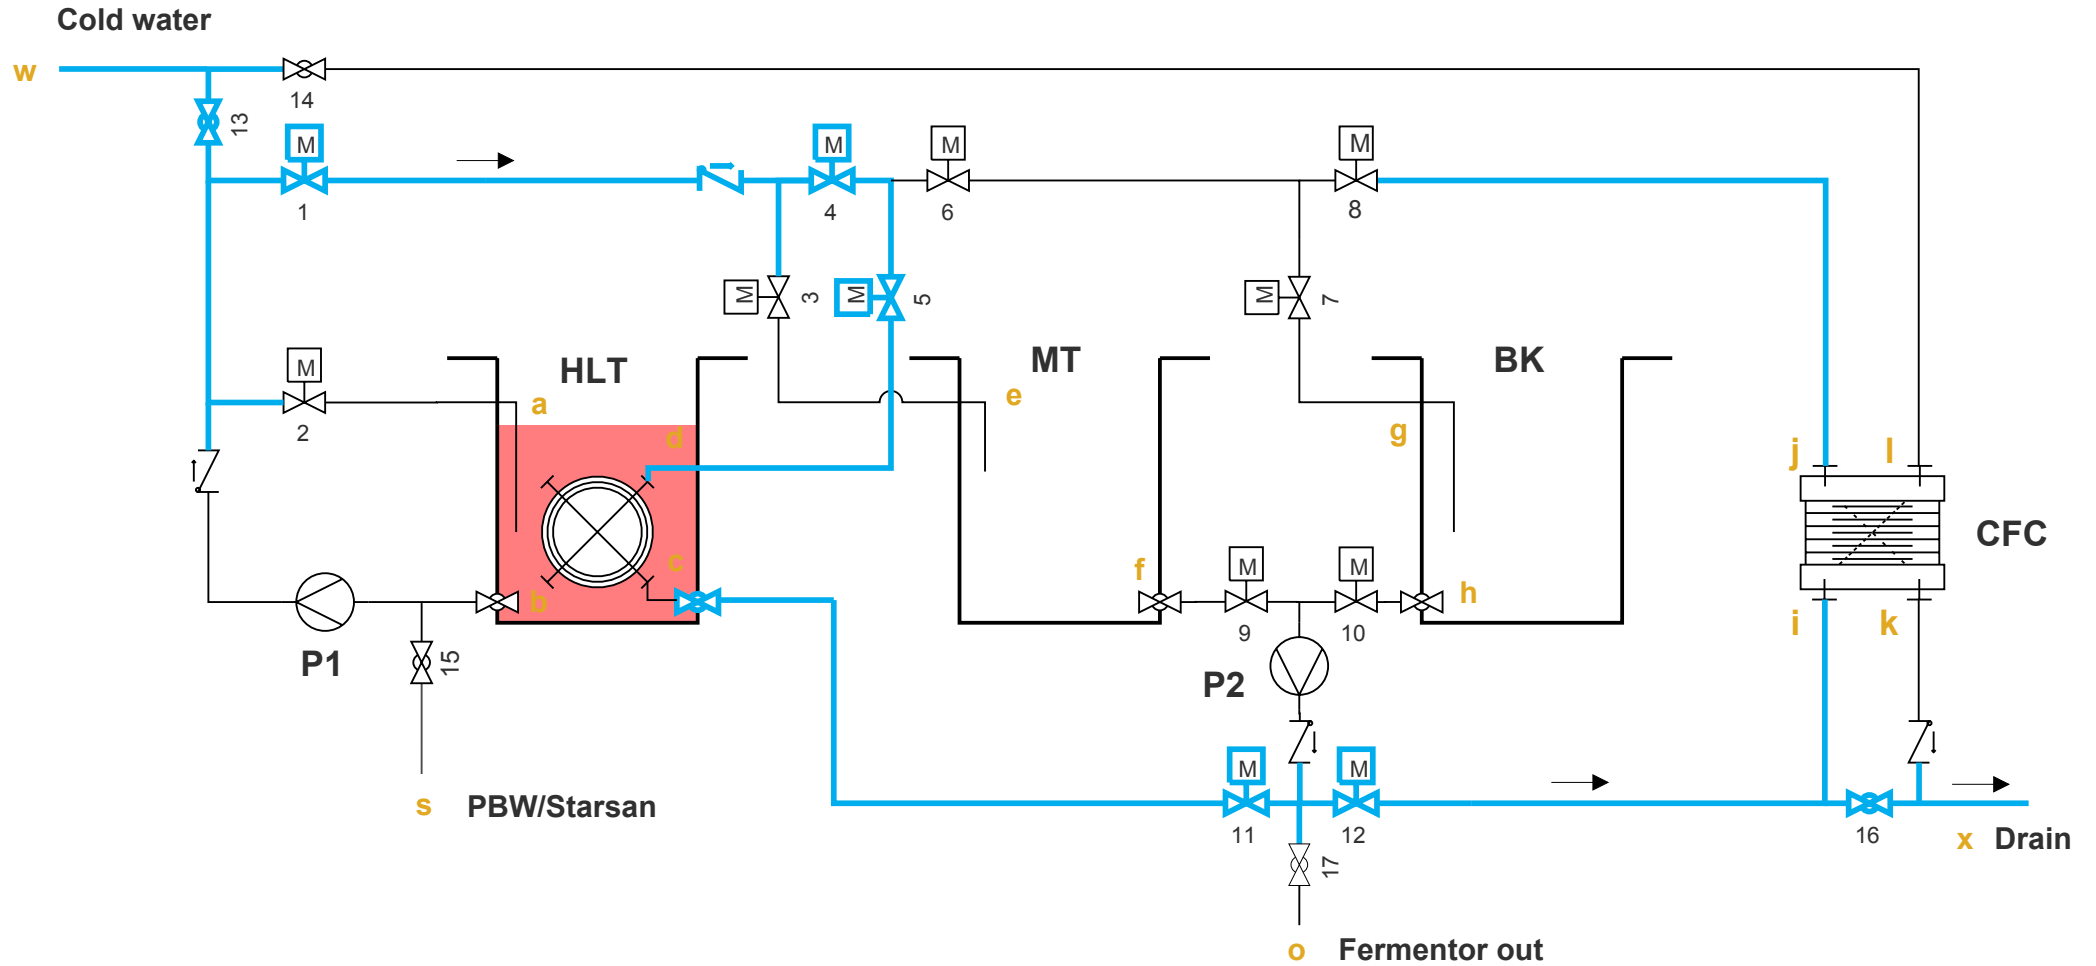 Cold water
w
14
13
M
1
M
4
M
6
M
8
M
3
M
5
M
7
M
2
HLT
MT
BK
a
d
e
g
j
l
c
b
f
h
CFC
M
9
M
10
i
k
P1
15
P2
s
PBW/Starsan
M
11
M
12
16
17
x
Drain
o
Fermentor out